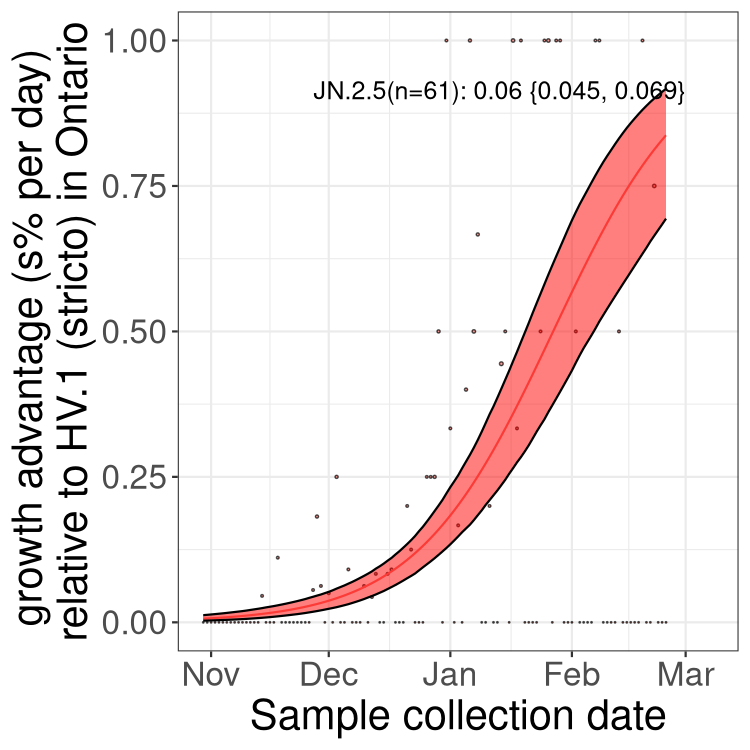 growth advantage (s% per day)
relative to HV.1 (stricto) in Ontario
1.00
0.75
0.50
0.25
0.00
JN.2.5(n=61): 0.06 {0.045, 0.069}
Nov Dec Jan Feb Mar
Sample collection date